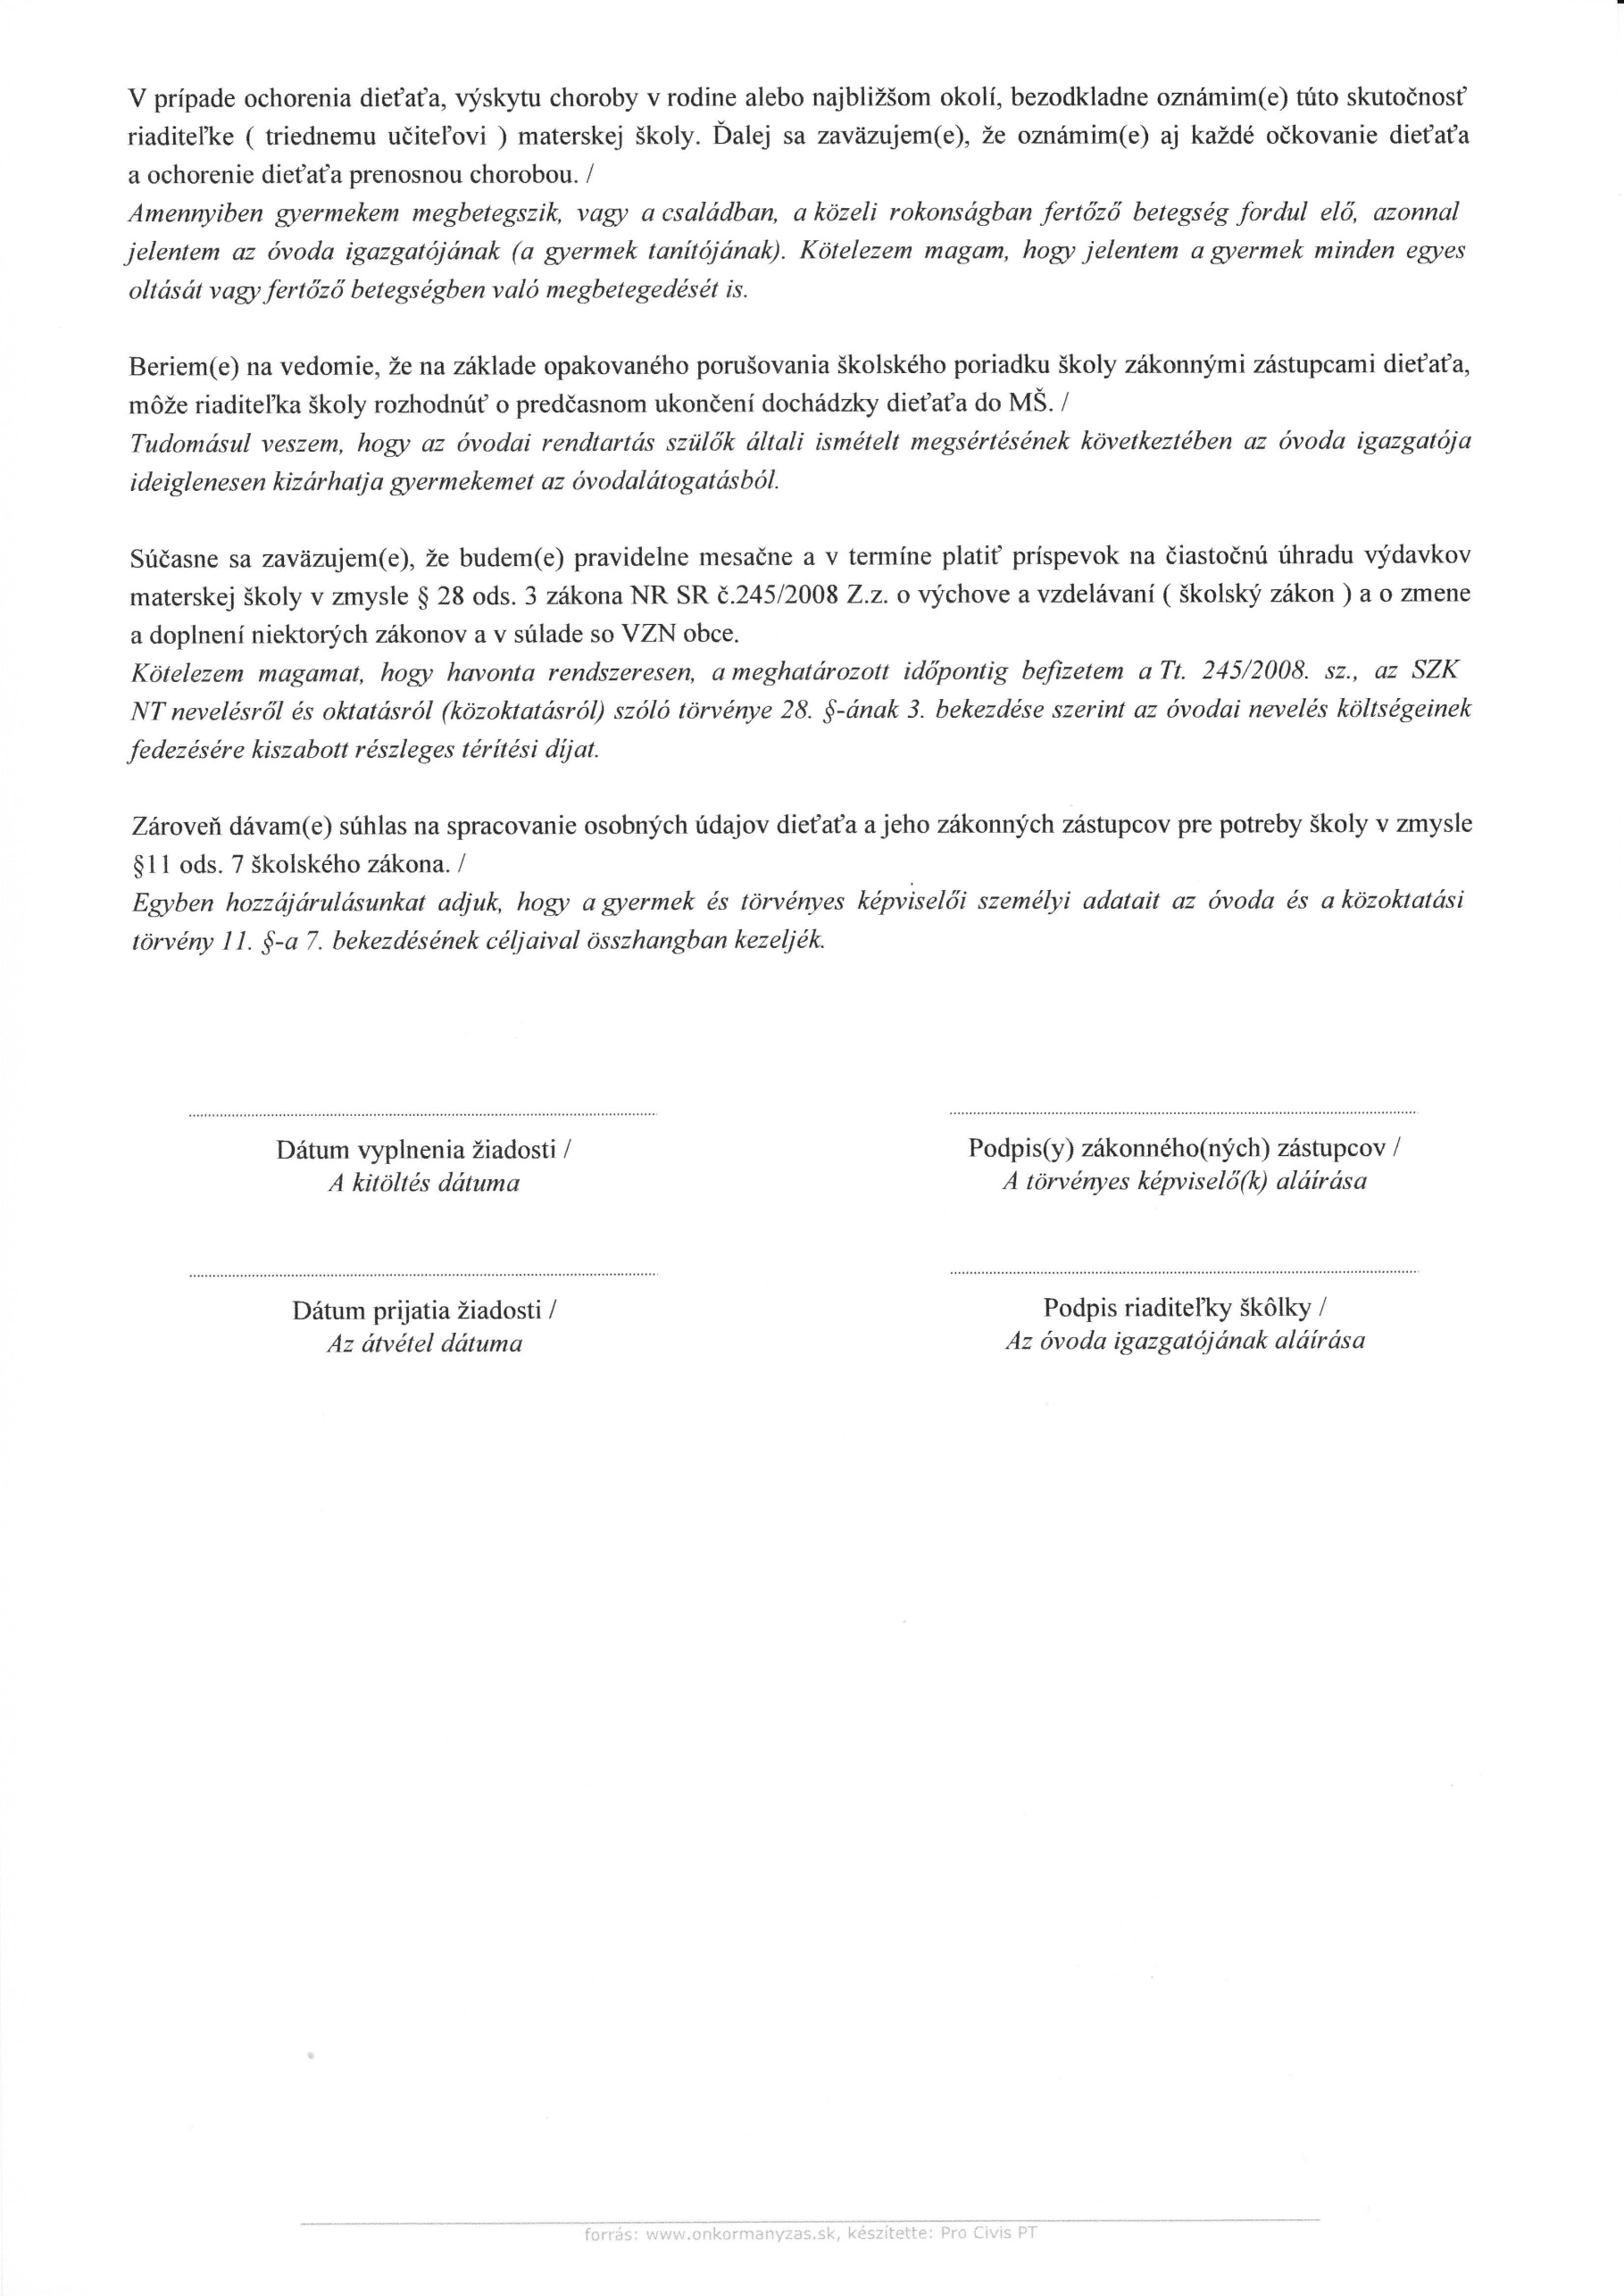 V prípade ochorenia dieťaťa, výskytu choroby v rodine alebo najbližšom okolí, bezodkladne oznámim(e) túto skutočnosť
riaditeľke ( triednemu učiteľovi ) materskej školy. Ďalej sa zaväzujem(e), že oznámim(e) aj každé očkovanie dieťaťa
a ochorenie dieťaťa prenosnou chorobou. /
Amennyiben gyermekem megbetegszik, vagy a családban, a közeli rokonságban fertőző betegség fordul elő, azonnal
jelentem az óvoda igazgatójának (a gyermek tanítójának). Kötelezem magam, hogy jelentem a gyermek minden egyes
oltását vagy fertőző betegségben való megbetegedését is.
Beriem(e) na vedomie, že na základe opakovaného porušovania školského poriadku školy zákonnými zástupcami dieťaťa,
môže riaditeľka školy rozhodnúť o predčasnom ukončení dochádzky dieťaťa do MŠ. /
Tudomásul veszem, hogy az óvodai rendtartás szülők általi ismételt megsértésének következtében az óvoda igazgatója
ideiglenesen kizárhatja gyermekemet az óvodalátogatásból.
Súčasne sa zaväzujem(e), že budem(e) pravidelne mesačne a v termíne platiť príspevok na čiastočnú úhradu výdavkov
materskej školy v zmysle § 28 ods. 3 zákona NR SR č.245/2008 Z.z. o výchove a vzdelávaní ( školský zákon ) a o zmene
a doplnení niektorých zákonov a v súlade so VZN obce.
Kötelezem magamat, hogy havonta rendszeresen, a meghatározott időpontig befizetem a Tt. 245/2008. sz., az SZK
NT nevelésről és oktatásról (közoktatásról) szóló törvénye 28. §-ának 3. bekezdése szerint az óvodai nevelés költségeinek
fedezésére kiszabott részleges térítési díjat.
Zároveň dávam(e) súhlas na spracovanie osobných údajov dieťaťa a jeho zákonných zástupcov pre potreby školy v zmysle
§11 ods. 7 školského zákona. /
Egyben hozzájárulásunkat adjuk, hogy a gyermek és törvényes képviselői személyi adatait az óvoda és a közoktatási
törvény 11. §-a 7. bekezdésének céljaival összhangban kezeljék.
Dátum vyplnenia žiadosti /
A kitöltés dátuma
Podpis(y) zákonného(ných) zástupcov /
A törvényes képviselő(k) aláírása
Dátum prijatia žiadosti /
Az átvétel dátuma
Podpis riaditeľky škôlky /
Az óvoda igazgatójának aláírása
forrás: www.onkormanyzas.sk, készítette: Pro Civis PT